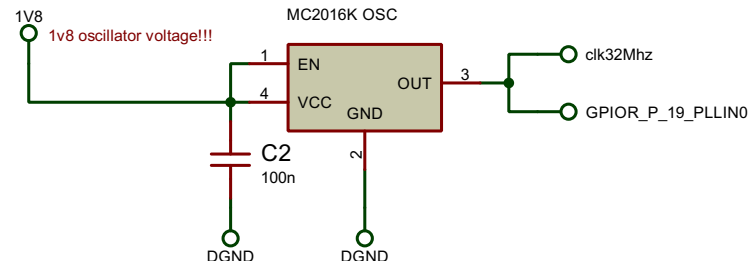 MC2016K OSC
1V8
1v8 oscillator voltage!!!
1
EN
OUT
3
clk32Mhz
4
VCC
GND
GPIOR_P_19_PLLIN0
C2
100n
2
DGND
DGND